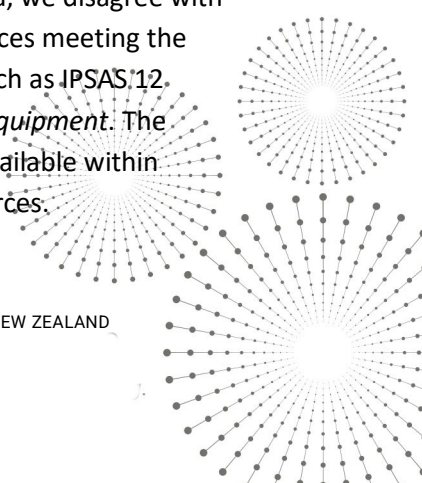 , we disagree with
ces meeting the
ch as IPSAS 12
quipment. The
ailable within
rces.
EW ZEALAND